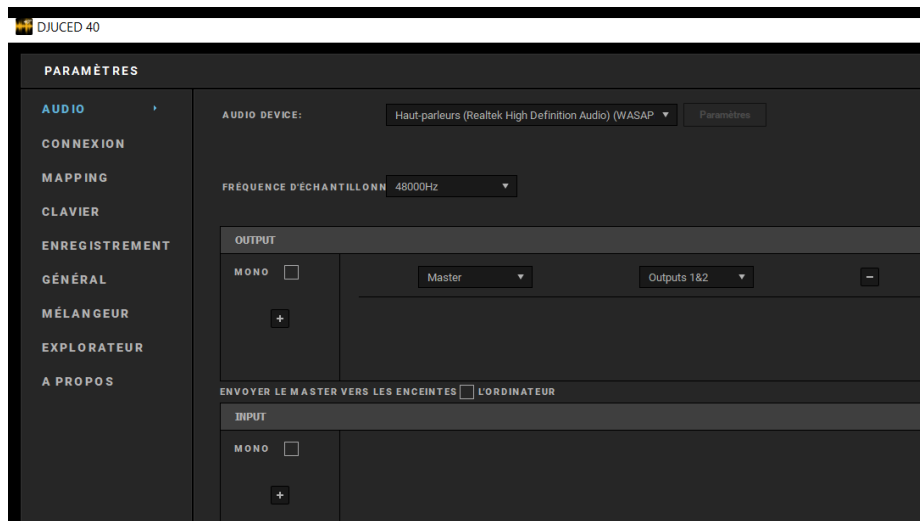 DJUCED 40
PARAMÈTRES
AUDIO
CONNEXION
MAPPING
CLAVIER
ENREGISTREMENT
GÉNÉRAL
MÉLANGEUR
EXPLORATEUR
A PROPOS
AUDIO DEVICE: Haut-parleurs (Realtek High Definition Audio) (WASAP Paramètres
FRÉQUENCE D'ÉCHANTILLONN 48000Hz
OUTPUT
MONO Master Outputs 1&2 −
+
ENVOYER LE MASTER VERS LES ENCEINTES L'ORDINATEUR
INPUT
MONO
+